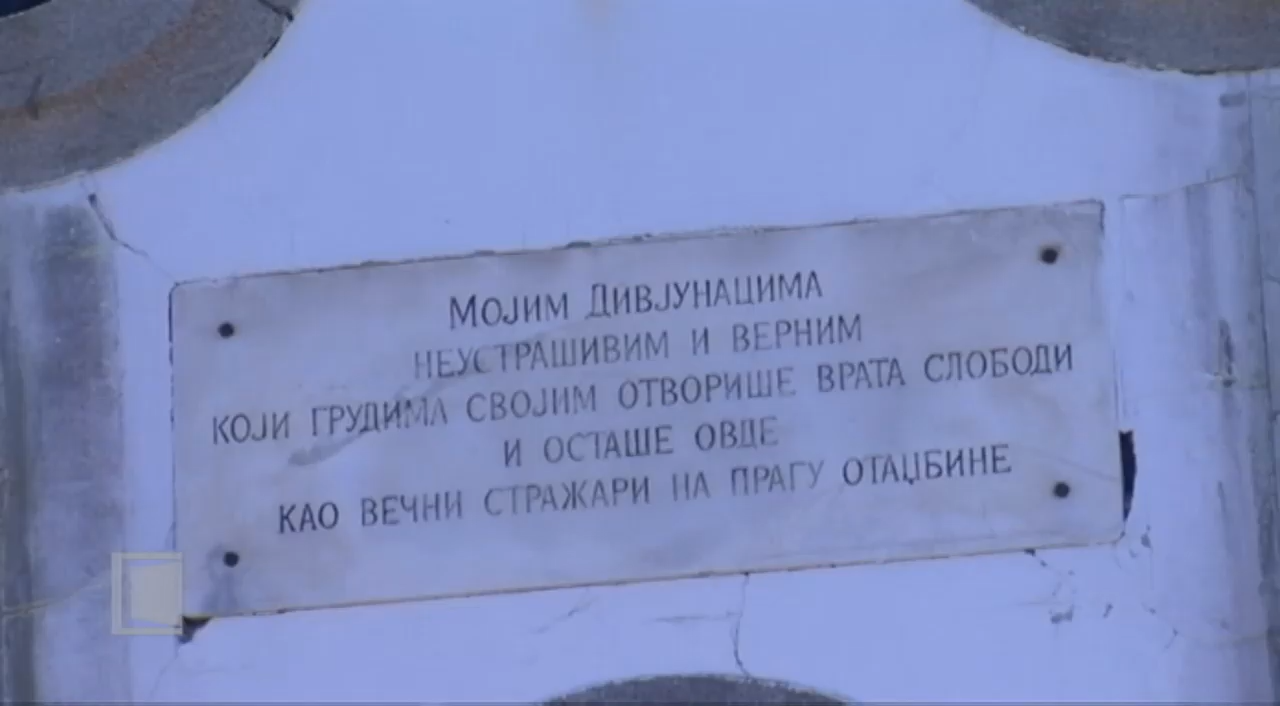 Мојим Дивјунацима
неустрашивим и верним
који грудима својим отворише врата слободи
и осташе овде
као вечни стражари на прагу отаџбине